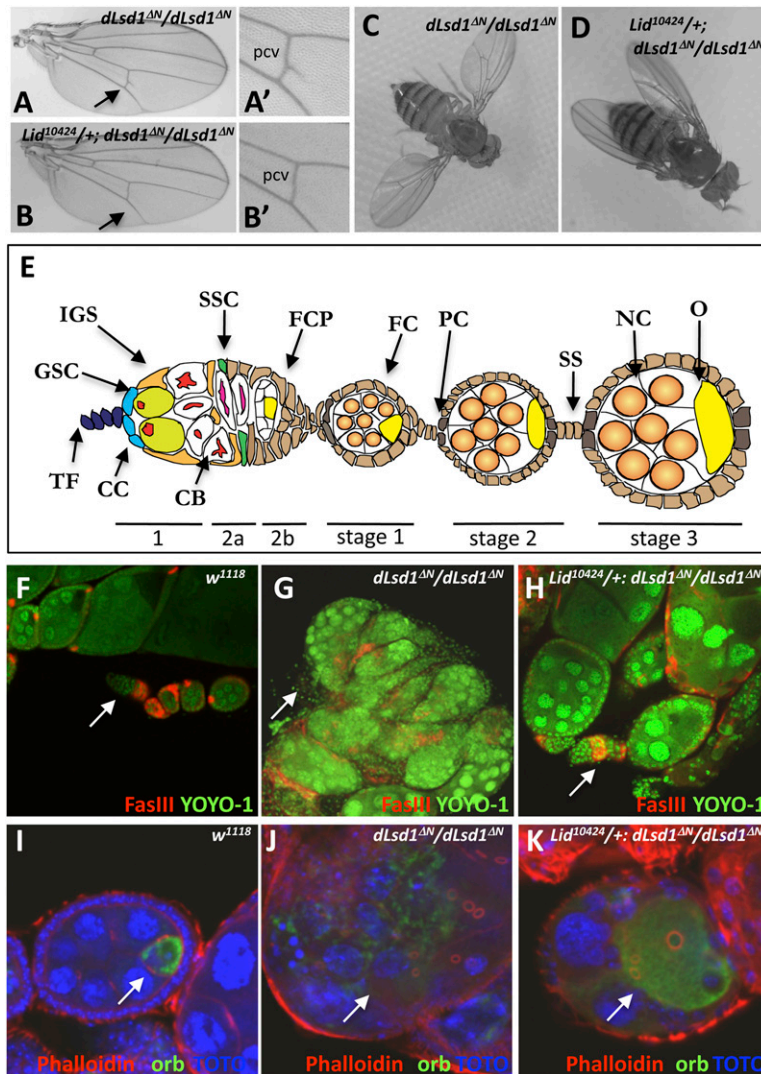 dLsd1ΔN/dLsd1ΔN
pcv
A
A'
Lid10424/+; dLsd1ΔN/dLsd1ΔN
pcv
B
B'
C
dLsd1ΔN/dLsd1ΔN
D
Lid10424/+;
dLsd1ΔN/dLsd1ΔN
E
IGS
SSC
FCP
FC
PC
SS
NC
O
GSC
TF
CC
CB
1
2a
2b
stage 1
stage 2
stage 3
F
w1118
FasIII YOYO-1
G
dLsd1ΔN/dLsd1ΔN
FasIII YOYO-1
H
Lid10424/+: dLsd1ΔN/dLsd1ΔN
FasIII YOYO-1
I
w1118
Phalloidin orb TOTO
J
dLsd1ΔN/dLsd1ΔN
Phalloidin orb TOTO
K
Lid10424/+: dLsd1ΔN/dLsd1ΔN
Phalloidin orb TOTO